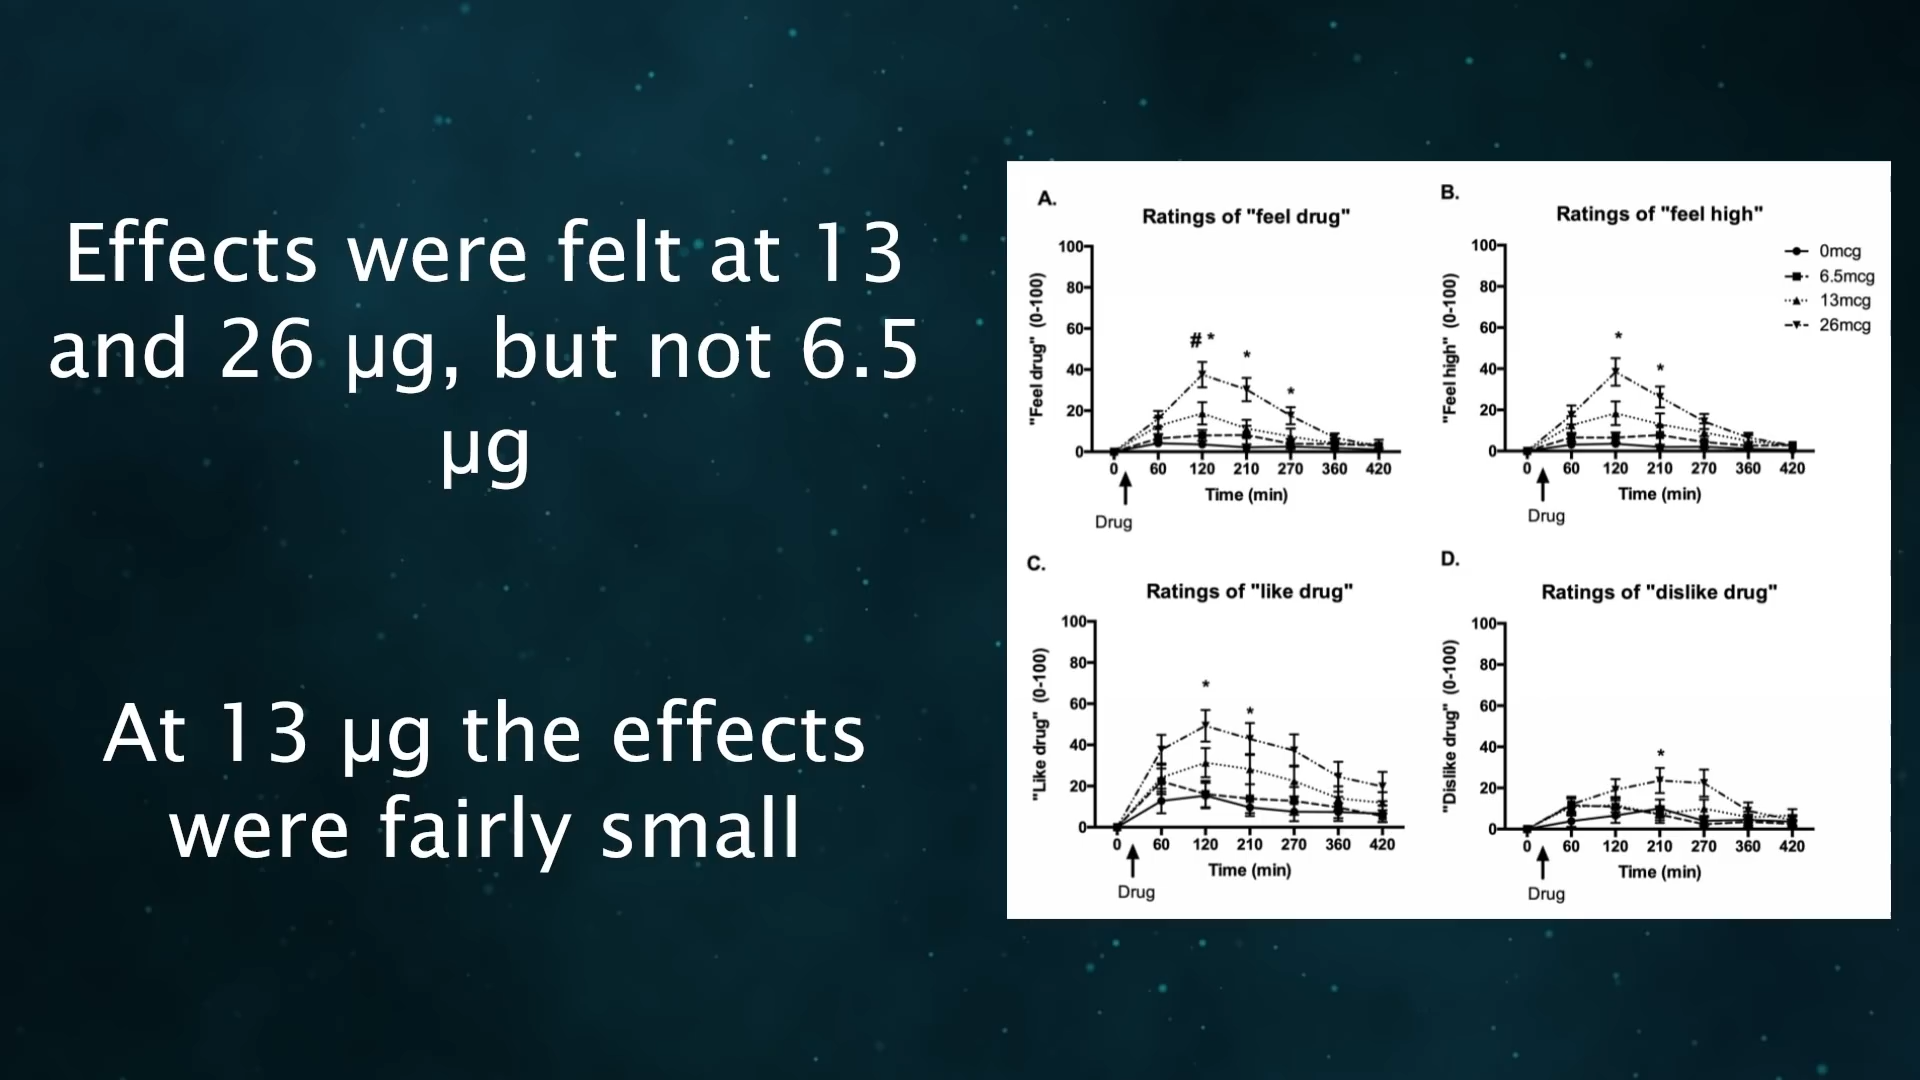 Effects were felt at 13
and 26 µg, but not 6.5
µg
At 13 µg the effects
were fairly small
A.
Ratings of "feel drug"
"Feel drug" (0-100)
100
80
60
40
20
0
# *
*
*
0 60 120 210 270 360 420
Time (min)
Drug
B.
Ratings of "feel high"
"Feel high" (0-100)
100
80
60
40
20
0
*
*
0mcg
6.5mcg
13mcg
26mcg
0 60 120 210 270 360 420
Time (min)
Drug
C.
Ratings of "like drug"
"Like drug" (0-100)
100
80
60
40
20
0
*
*
0 60 120 210 270 360 420
Time (min)
Drug
D.
Ratings of "dislike drug"
"Dislike drug" (0-100)
100
80
60
40
20
0
*
0 60 120 210 270 360 420
Time (min)
Drug